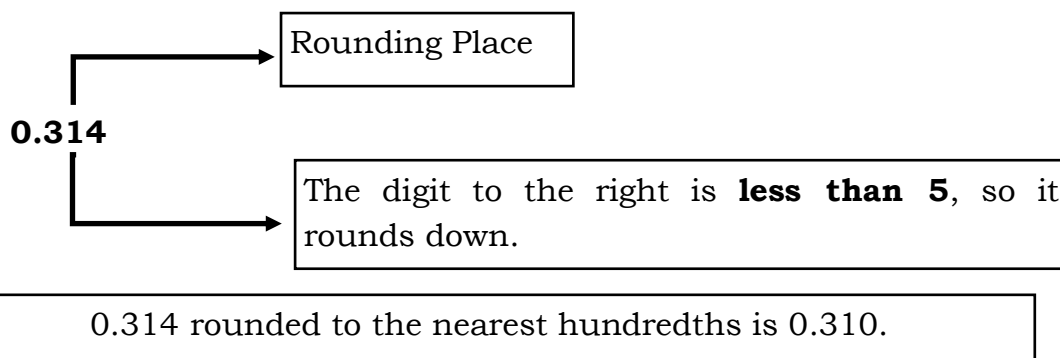 Rounding Place
0.314
The digit to the right is less than 5, so it
rounds down.
0.314 rounded to the nearest hundredths is 0.310.